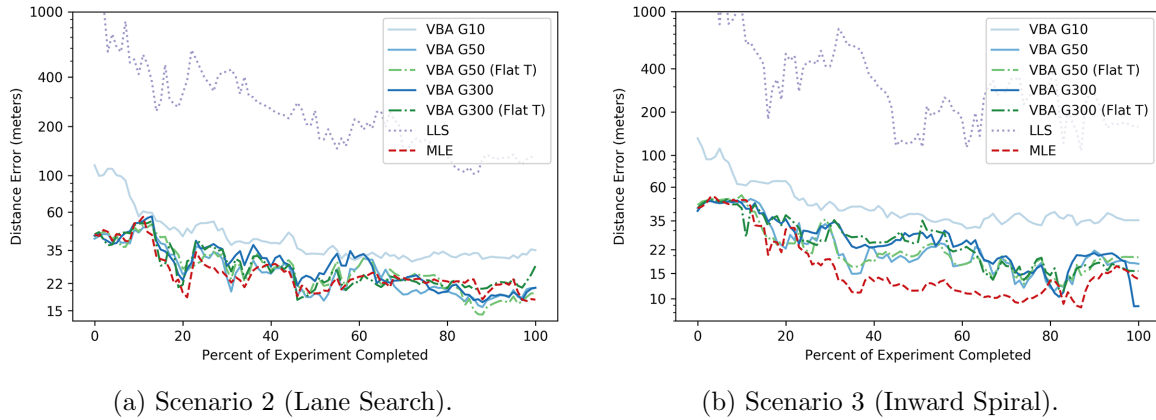 1000
400
200
100
60
35
22
15
Distance Error (meters)
0
20
40
60
80
100
Percent of Experiment Completed
VBA G10
VBA G50
VBA G50 (Flat T)
VBA G300
VBA G300 (Flat T)
LLS
MLE
(a) Scenario 2 (Lane Search).
1000
400
200
100
60
35
22
15
10
Distance Error (meters)
0
20
40
60
80
100
Percent of Experiment Completed
VBA G10
VBA G50
VBA G50 (Flat T)
VBA G300
VBA G300 (Flat T)
LLS
MLE
(b) Scenario 3 (Inward Spiral).